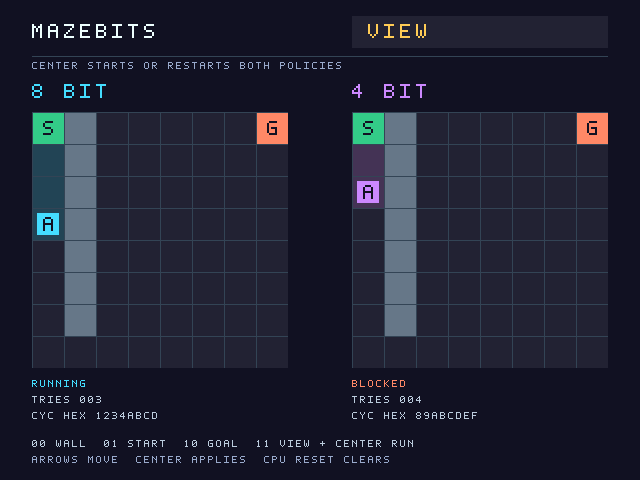 MAZEBITS
VIEW
CENTER STARTS OR RESTARTS BOTH POLICIES
8 BIT
4 BIT
S G
S G
A
A
RUNNING
TRIES 003
CYC HEX 1234ABCD
BLOCKED
TRIES 004
CYC HEX 89ABCDEF
00 WALL 01 START 10 GOAL 11 VIEW + CENTER RUN
ARROWS MOVE CENTER APPLIES CPU RESET CLEARS